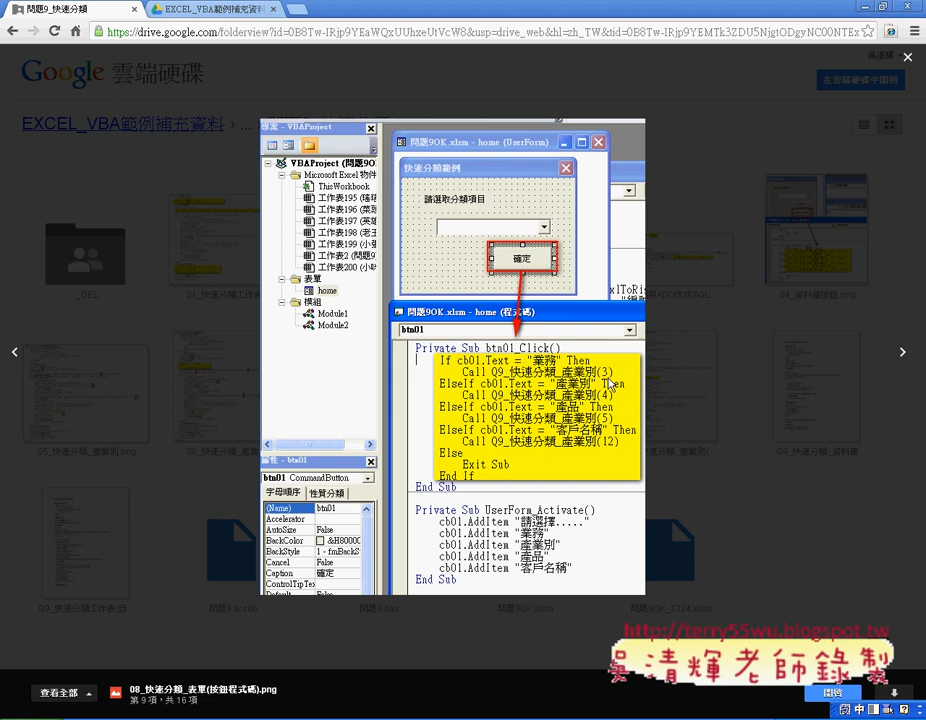 問題9_快速分類
EXCEL_VBA範例補充資料
https://drive.google.com/folderview?id=0B8Tw-IRjp9YEaWQxUUhxeUtVcW8&usp=drive_web&hl=zh_TW&tid=0B8Tw-IRjp9YEMTk3ZDU5NjgtODgyNC00NTEx
Google 雲端硬碟
在雲端硬碟中開啟
EXCEL_VBA範例補充資料 › ...
專案 - VBAProject
VBAProject (問題9O
Microsoft Excel 物件
ThisWorkbook
工作表195
工作表196
工作表197
工作表198
工作表199
工作表2
工作表200
表單
home
模組
Module1
Module2
問題9OK.xlsm - home (UserForm)
快速分類範例
請選取分類項目
確定
問題9OK.xlsm - home (程式碼)
btn01
Private Sub btn01_Click()
If cb01.Text = "業務" Then
Call Q9_快速分類_產業別(3)
ElseIf cb01.Text = "產業別" Then
Call Q9_快速分類_產業別(4)
ElseIf cb01.Text = "產品" Then
Call Q9_快速分類_產業別(5)
ElseIf cb01.Text = "客戶名稱" Then
Call Q9_快速分類_產業別(12)
Else
Exit Sub
End If
End Sub
Private Sub UserForm_Activate()
cb01.AddItem "請選擇....."
cb01.AddItem "業務"
cb01.AddItem "產業別"
cb01.AddItem "產品"
cb01.AddItem "客戶名稱"
End Sub
屬性 - btn01
btn01 CommandButton
字母順序 性質分類
(Name) btn01
Accelerator
AutoSize False
BackColor &H80000
BackStyle 1 - fmBackS
Cancel False
Caption 確定
ControlTipTex
Default False
_DEL
04_資料庫按鈕.png
05_快速分類_產業別.png
問題9.accdb
問題9.bas
問題9OK.xlsm
問題9OK_1224.xlsm
http://terry55wu.blogspot.tw
吳清輝老師錄製
查看全部
08_快速分類_表單(按鈕程式碼).png
第 9 項，共 16 項
開啟
中